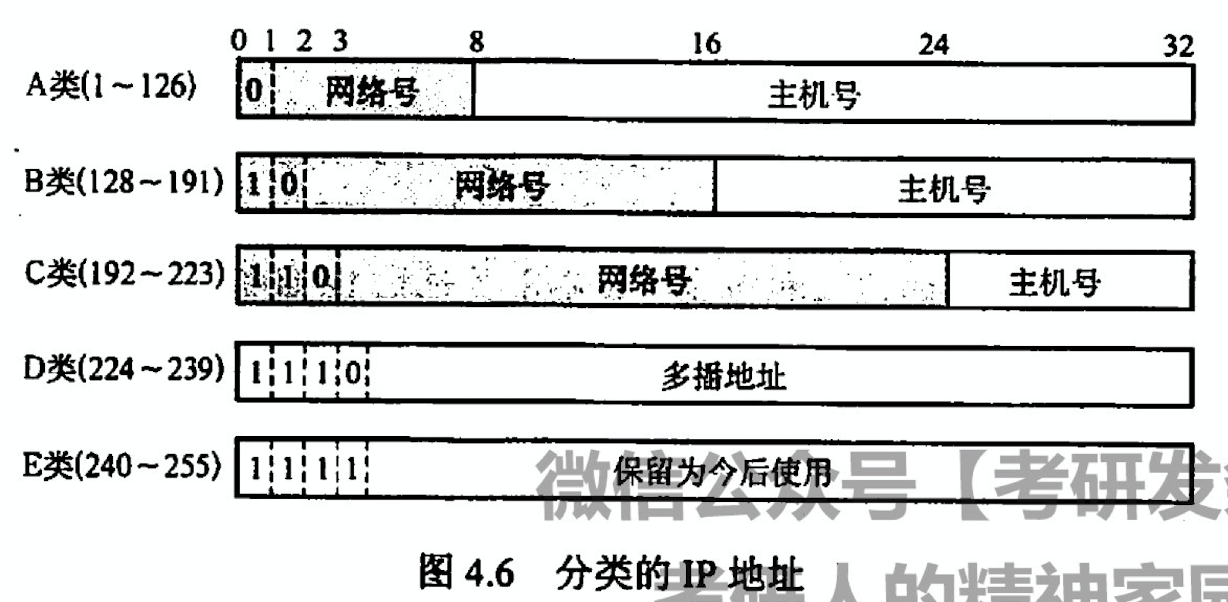 0 1 2 3 8 16 24 32
A类(1~126) 0 网络号 主机号
B类(128~191) 1 0 网络号 主机号
C类(192~223) 1 1 0 网络号 主机号
D类(224~239) 1 1 1 0 多播地址
E类(240~255) 1 1 1 1 保留为今后使用
微信公众号【考研发
图 4.6 分类的 IP 地址
考研人的精神家园